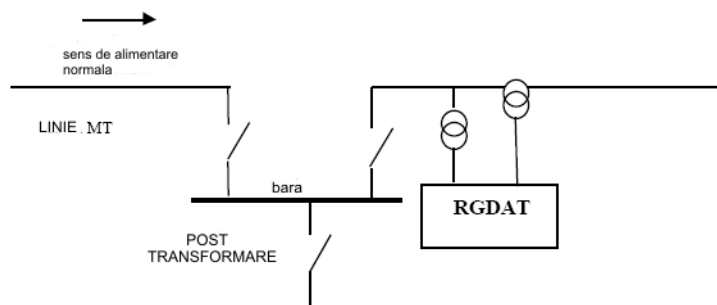 sens de alimentare
normala
LINIE . MT
bara
RGDAT
POST
TRANSFORMARE